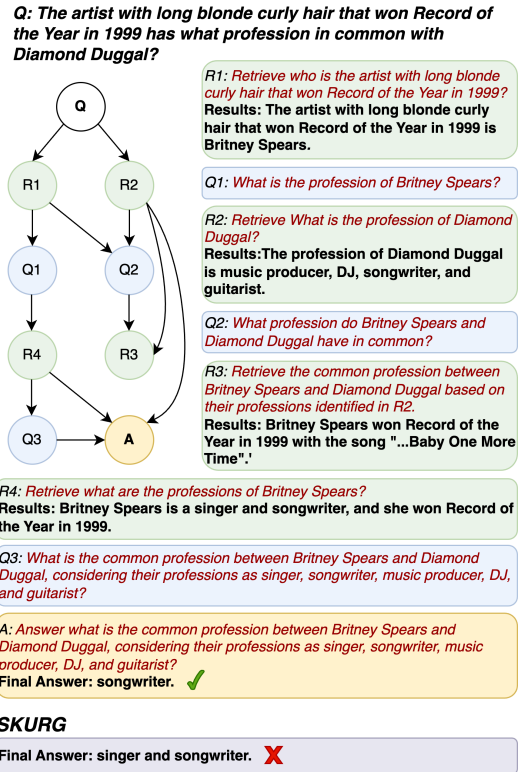 Q: The artist with long blonde curly hair that won Record of
the Year in 1999 has what profession in common with
Diamond Duggal?
Q
R1
R2
Q1
Q2
R4
R3
Q3
A
R1: Retrieve who is the artist with long blonde
curly hair that won Record of the Year in 1999?
Results: The artist with long blonde curly
hair that won Record of the Year in 1999 is
Britney Spears.
Q1: What is the profession of Britney Spears?
R2: Retrieve What is the profession of Diamond
Duggal?
Results:The profession of Diamond Duggal
is music producer, DJ, songwriter, and
guitarist.
Q2: What profession do Britney Spears and
Diamond Duggal have in common?
R3: Retrieve the common profession between
Britney Spears and Diamond Duggal based on
their professions identified in R2.
Results: Britney Spears won Record of the
Year in 1999 with the song "...Baby One More
Time".'
R4: Retrieve what are the professions of Britney Spears?
Results: Britney Spears is a singer and songwriter, and she won Record of
the Year in 1999.
Q3: What is the common profession between Britney Spears and Diamond
Duggal, considering their professions as singer, songwriter, music producer, DJ,
and guitarist?
A: Answer what is the common profession between Britney Spears and
Diamond Duggal, considering their professions as singer, songwriter, music
producer, DJ, and guitarist?
Final Answer: songwriter.
SKURG
Final Answer: singer and songwriter.